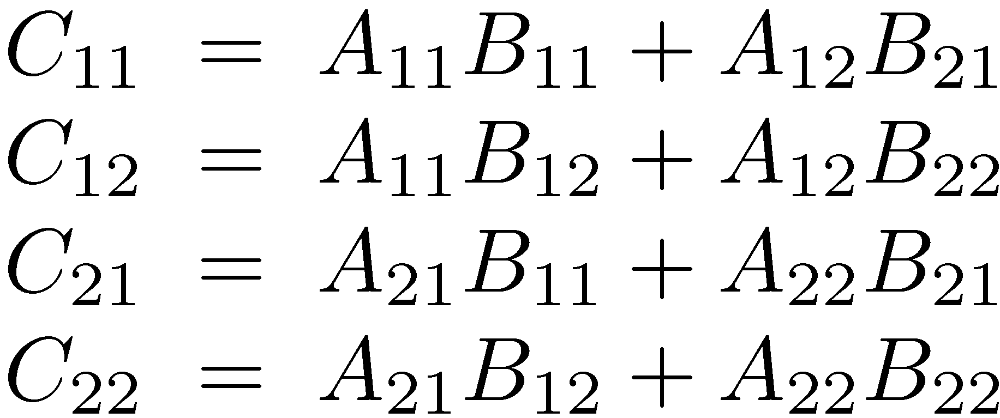 C₁₁ = A₁₁B₁₁ + A₁₂B₂₁
C₁₂ = A₁₁B₁₂ + A₁₂B₂₂
C₂₁ = A₂₁B₁₁ + A₂₂B₂₁
C₂₂ = A₂₁B₁₂ + A₂₂B₂₂